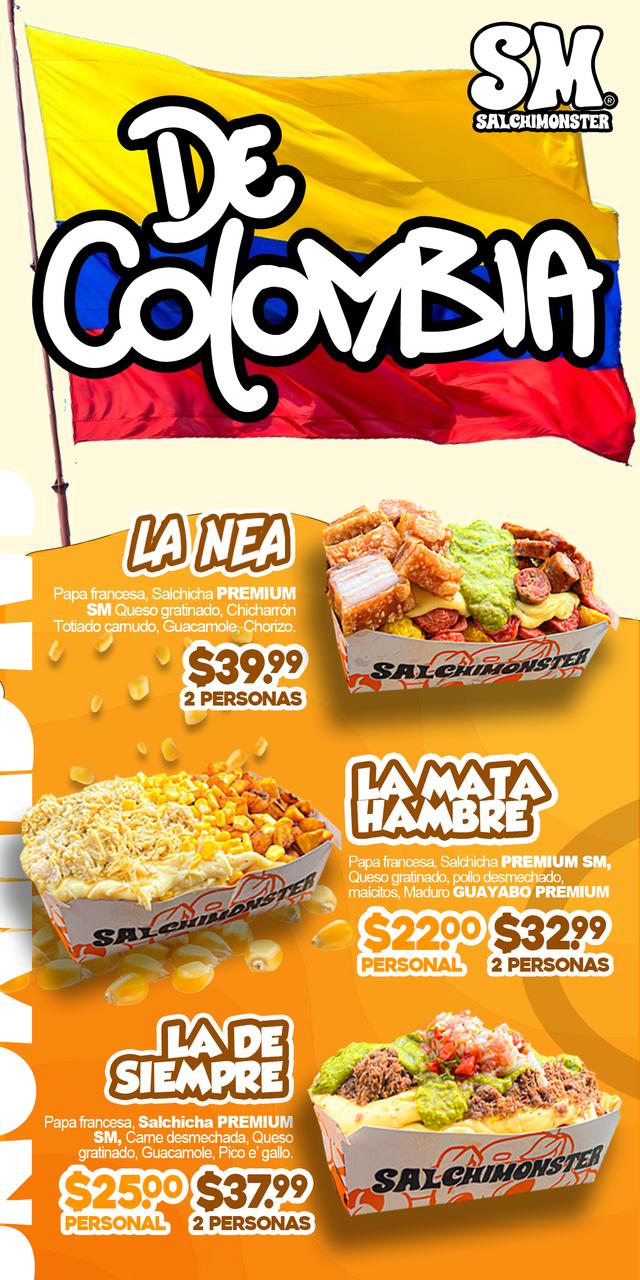 SM®
SALCHIMONSTER
DE
COLOMBIA
LA NEA
Papa francesa, Salchicha PREMIUM
SM Queso gratinado, Chicharrón
Totiado carnudo, Guacamole, Chorizo.
$39.99
2 PERSONAS
SALCHIMONSTER
LA MATA
HAMBRE
Papa francesa, Salchicha PREMIUM SM,
Queso gratinado, pollo desmechado,
maícitos, Maduro GUAYABO PREMIUM
$22.00 $32.99
PERSONAL 2 PERSONAS
SALCHIMONSTER
LA DE
SIEMPRE
Papa francesa, Salchicha PREMIUM
SM, Carne desmechada, Queso
gratinado, Guacamole, Pico e' gallo.
$25.00 $37.99
PERSONAL 2 PERSONAS
SALCHIMONSTER